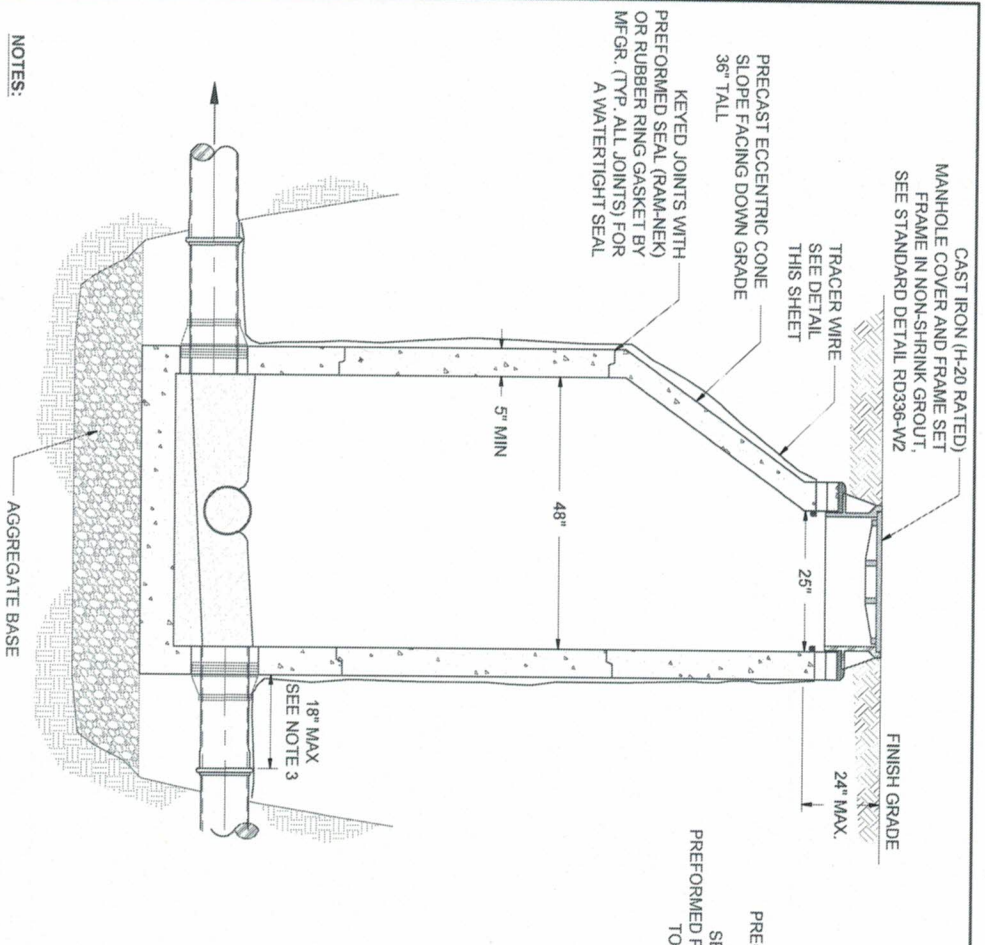 CAST IRON (H-20 RATED)
MANHOLE COVER AND FRAME SET
FRAME IN NON-SHRINK GROUT,
SEE STANDARD DETAIL RD336-W2
TRACER WIRE
SEE DETAIL
THIS SHEET
PRECAST ECCENTRIC CONE
SLOPE FACING DOWN GRADE
36" TALL
KEYED JOINTS WITH
PREFORMED SEAL (RAM-NEK)
OR RUBBER RING GASKET BY
MFGR. (TYP. ALL JOINTS) FOR
A WATERTIGHT SEAL
FINISH GRADE
24" MAX.
25"
48"
5" MIN
18" MAX
SEE NOTE 3
AGGREGATE BASE
NOTES:
PRE
SE
PREFORMED
TO